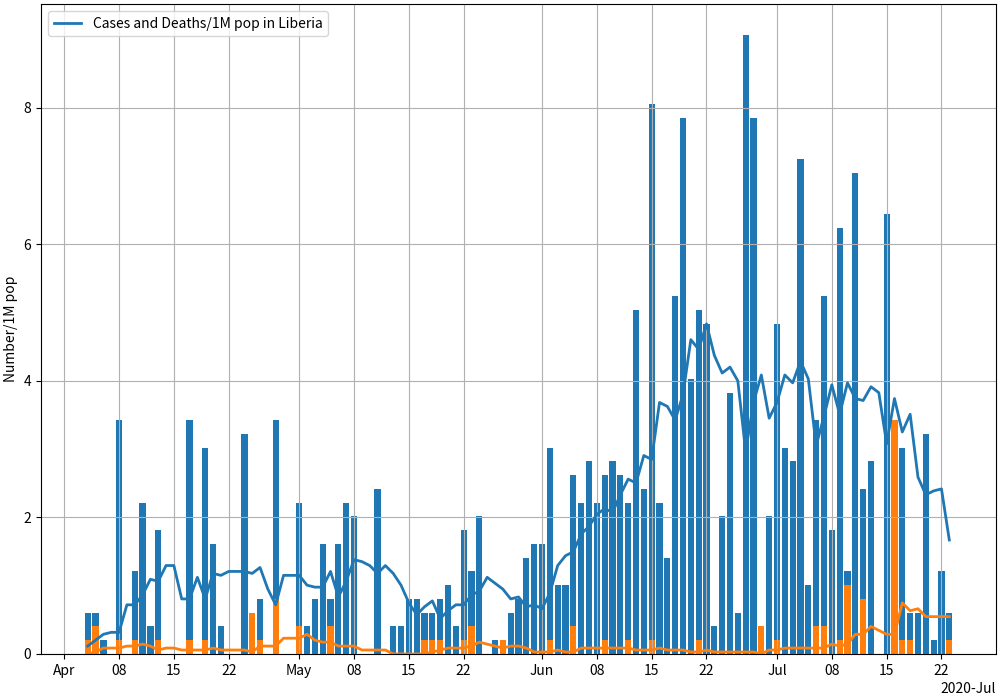 Cases and Deaths/1M pop in Liberia
Number/1M pop
8
6
4
2
0
Apr 08 15 22 May 08 15 22 Jun 08 15 22 Jul 08 15 22
2020-Jul